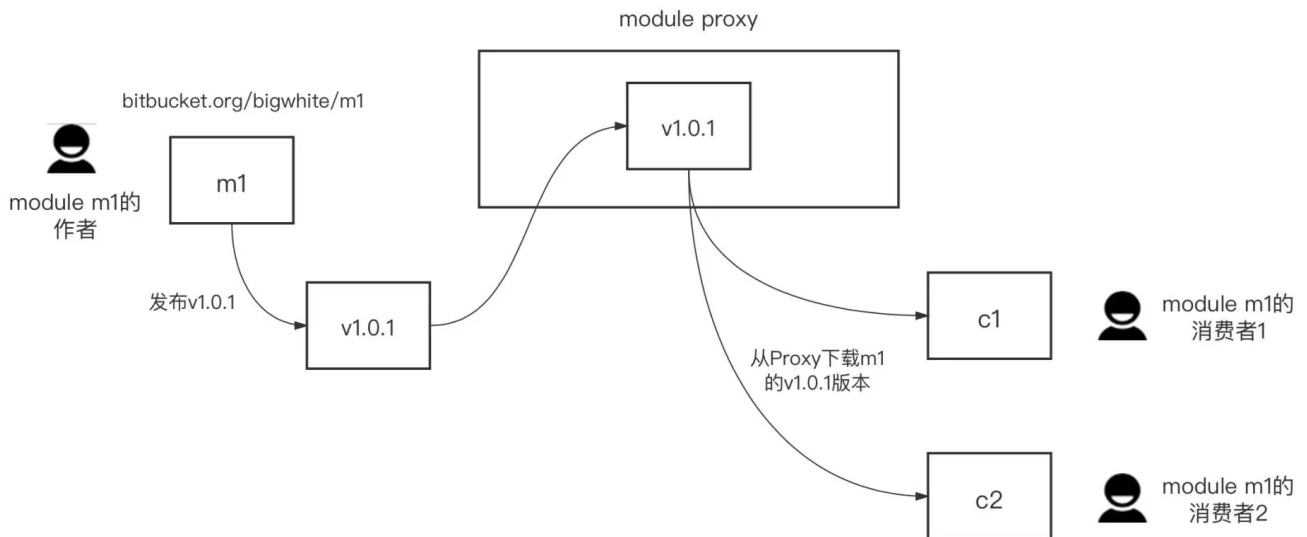 module proxy
bitbucket.org/bigwhite/m1
v1.0.1
m1
module m1的
作者
发布v1.0.1
v1.0.1
c1
module m1的
消费者1
从Proxy下载m1
的v1.0.1版本
c2
module m1的
消费者2